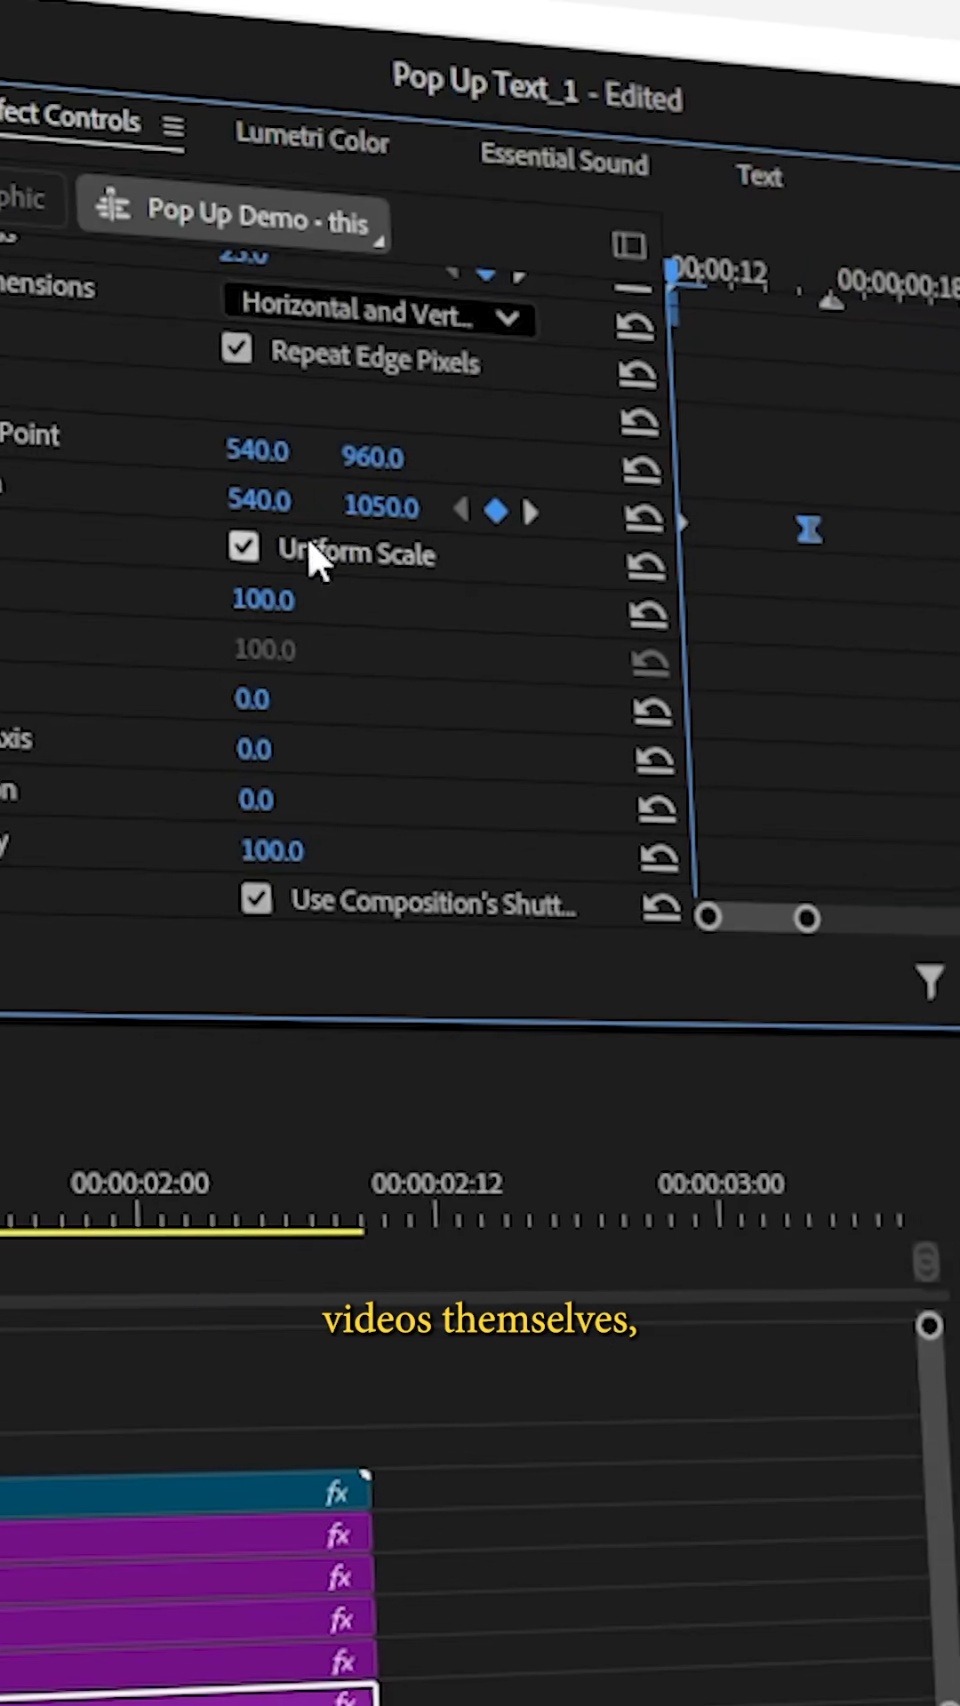 Pop Up Text_1 - Edited
fect Controls
Lumetri Color
Essential Sound
Text
phic
Pop Up Demo - this
25.0
00:00:12
00:00:00:18
nensions
Horizontal and Vert...
Repeat Edge Pixels
Point
540.0 960.0
540.0 1050.0
Uniform Scale
100.0
100.0
0.0
xis
0.0
on
0.0
y
100.0
Use Composition's Shutt...
00:00:02:00
00:00:02:12
00:00:03:00
videos themselves,
fx
fx
fx
fx
fx
fx